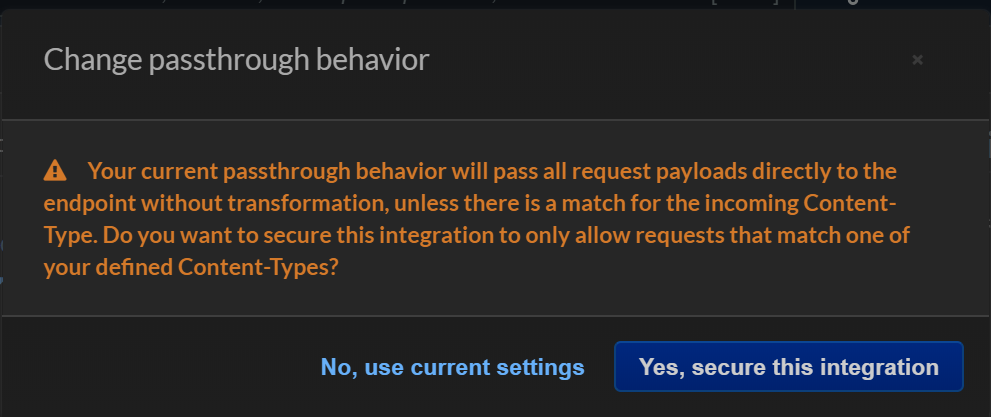 Change passthrough behavior
×
Your current passthrough behavior will pass all request payloads directly to the
endpoint without transformation, unless there is a match for the incoming Content-
Type. Do you want to secure this integration to only allow requests that match one of
your defined Content-Types?
No, use current settings
Yes, secure this integration